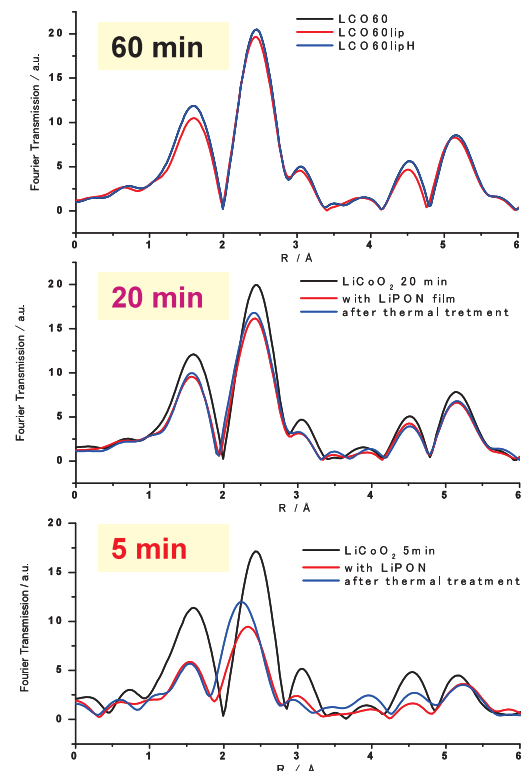 60 min
LCO60
LCO60lip
LCO60lipH
Fourier Transmission / a.u.
20
15
10
5
0
0 1 2 3 4 5 6
R / Å
20 min
LiCoO₂ 20 min
with LiPON film
after thermal tretment
Fourier Transmission / a.u.
20
15
10
5
0
0 1 2 3 4 5 6
R / Å
5 min
LiCoO₂ 5min
with LiPON
after thermal treatment
Fourier Transmission / a.u.
20
15
10
5
0
0 1 2 3 4 5 6
R / Å